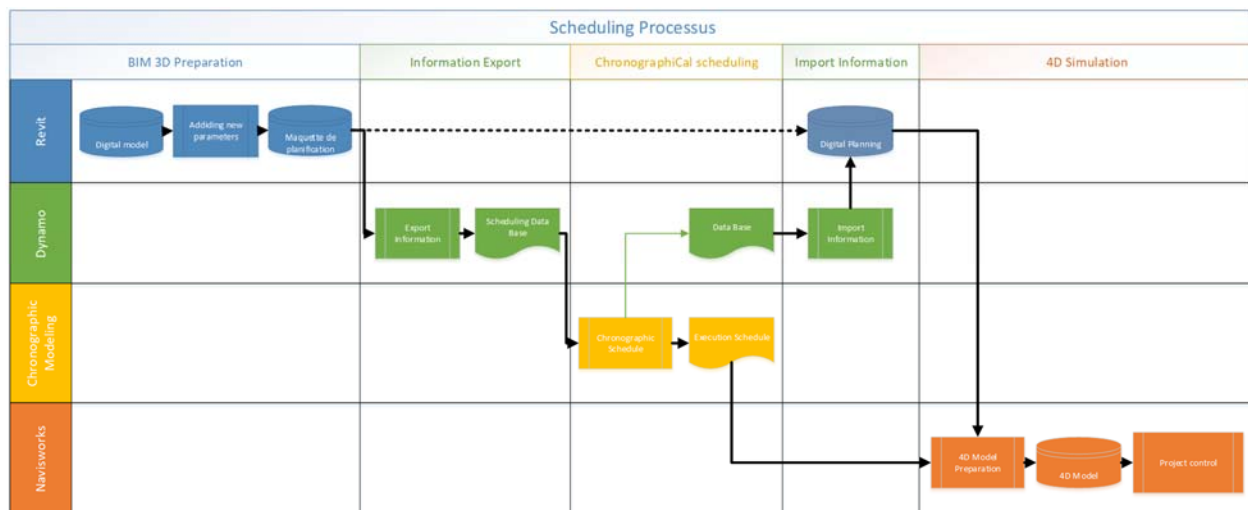 Scheduling Processus
BIM 3D Preparation
Information Export
ChronographiCal scheduling
Import Information
4D Simulation
Revit
Digital model
Addiding new
parameters
Maquette de
planification
Digital Planning
Dynamo
Export
Information
Scheduling Data
Base
Data Base
Import
Information
Chronographic
Modeling
Chronographic
Schedule
Execution Schedule
Navisworks
4D Model
Preparation
4D Model
Project control